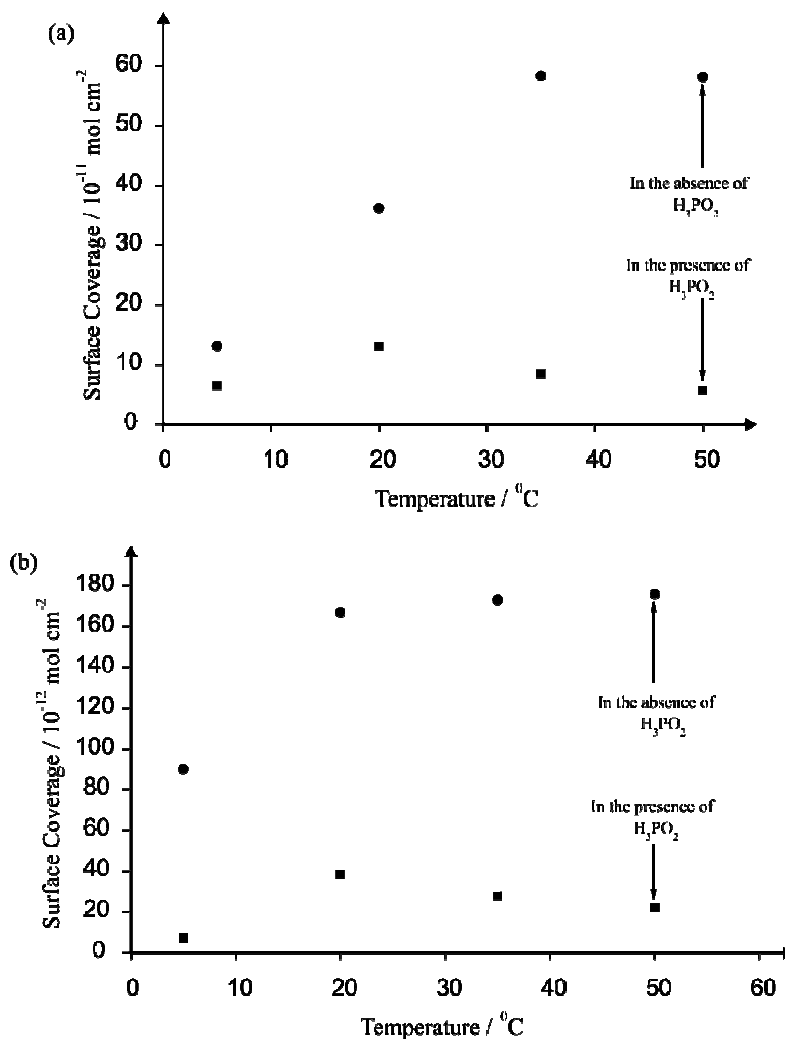 (a)
Surface Coverage / 10⁻¹¹ mol cm⁻²
60
50
40
30
20
10
0
In the absence of
H₃PO₂
In the presence of
H₃PO₂
0 10 20 30 40 50
Temperature / ⁰C
(b)
Surface Coverage / 10⁻¹² mol cm⁻²
180
160
140
120
100
80
60
40
20
0
In the absence of
H₃PO₂
In the presence of
H₃PO₂
0 10 20 30 40 50 60
Temperature / ⁰C